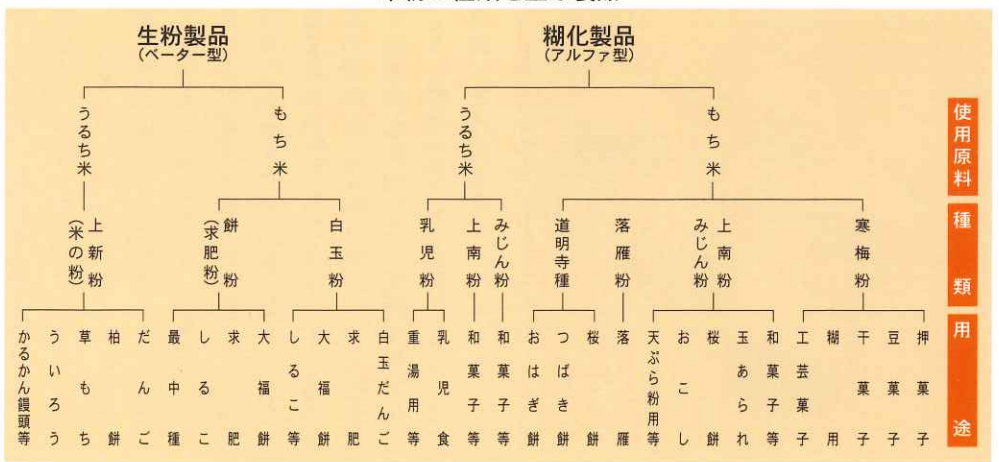 生粉製品
(ベーター型)
糊化製品
(アルファ型)
使用原料
うるち米
もち米
うるち米
もち米
種類
上新粉
(米の粉)
餅粉
(求肥粉)
白玉粉
乳児粉
上南粉
みじん粉
道明寺種
落雁粉
上南粉
みじん粉
寒梅粉
用途
かるかん饅頭等
ういろう
草もち
柏餅
だんご
最中種
しるこ
求肥
大福餅
しるこ等
大福餅
求肥
白玉だんご
重湯用等
乳児食
和菓子等
和菓子等
おはぎ
つばき餅
桜餅
落雁
天ぷら粉用等
おこし
桜餅
玉あられ
和菓子等
工芸菓子
糊用
干菓子
豆菓子
押菓子